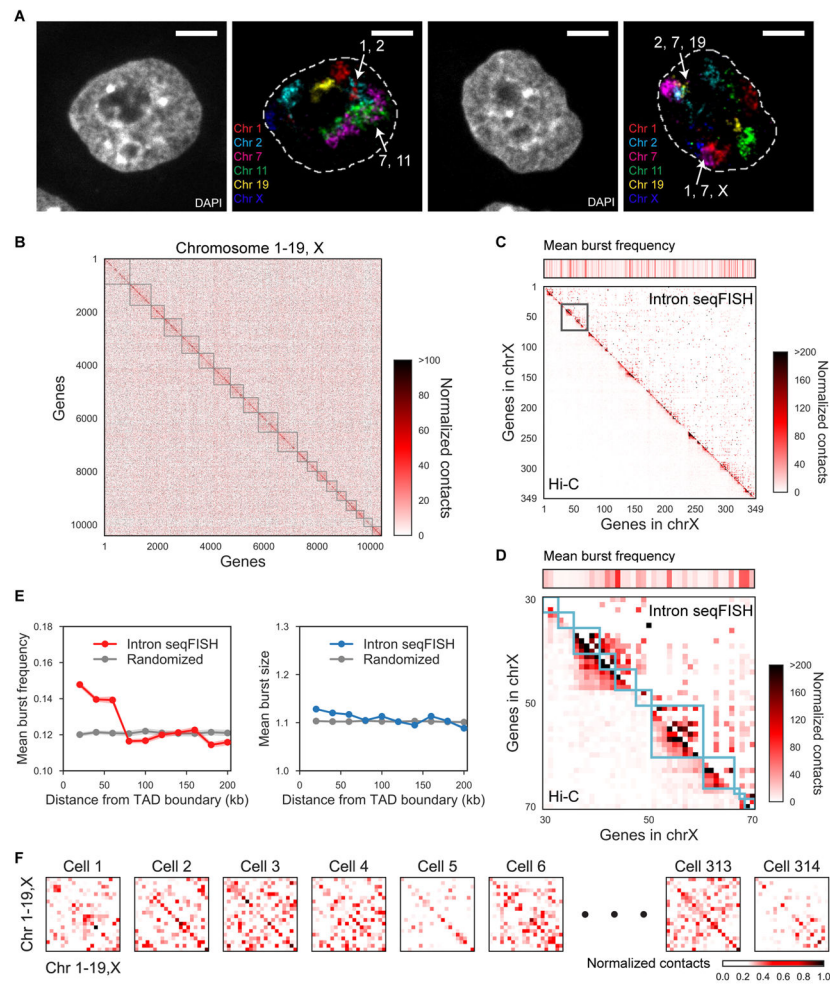 A
DAPI
1, 2
7, 11
Chr 1
Chr 2
Chr 7
Chr 11
Chr 19
Chr X
DAPI
2, 7, 19
1, 7, X
Chr 1
Chr 2
Chr 7
Chr 11
Chr 19
Chr X
B
Chromosome 1-19, X
1
2000
4000
6000
8000
10000
Genes
1 2000 4000 6000 8000 10000
Genes
>100
80
60
40
20
0
Normalized contacts
C
Mean burst frequency
Intron seqFISH
Hi-C
1
50
100
150
200
250
300
349
Genes in chrX
1 50 100 150 200 250 300 349
Genes in chrX
>200
160
120
80
40
0
Normalized contacts
D
Mean burst frequency
Intron seqFISH
Hi-C
30
50
70
Genes in chrX
30 50 70
Genes in chrX
>200
160
120
80
40
0
Normalized contacts
E
Intron seqFISH
Randomized
0.18
0.16
0.14
0.12
0.10
Mean burst frequency
0 50 100 150 200
Distance from TAD boundary (kb)
Intron seqFISH
Randomized
1.3
1.2
1.1
1.0
Mean burst size
0 50 100 150 200
Distance from TAD boundary (kb)
F
Cell 1 Cell 2 Cell 3 Cell 4 Cell 5 Cell 6 Cell 313 Cell 314
Chr 1-19,X
Chr 1-19,X
Normalized contacts
0.0 0.2 0.4 0.6 0.8 1.0